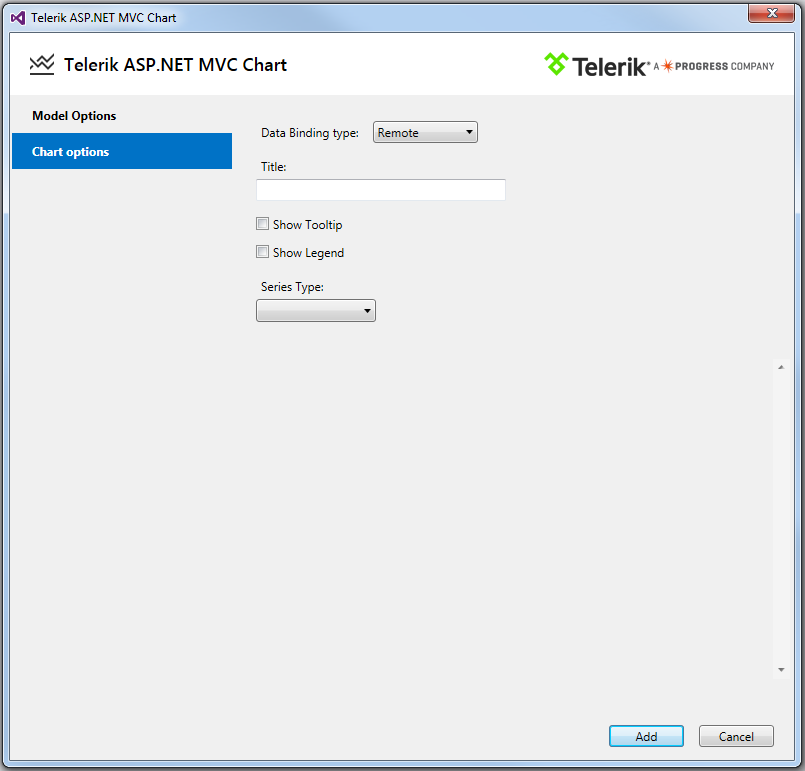 Telerik ASP.NET MVC Chart
Telerik ASP.NET MVC Chart
Telerik® A PROGRESS COMPANY
Model Options
Chart options
Data Binding type: Remote
Title:
Show Tooltip
Show Legend
Series Type:
Add Cancel